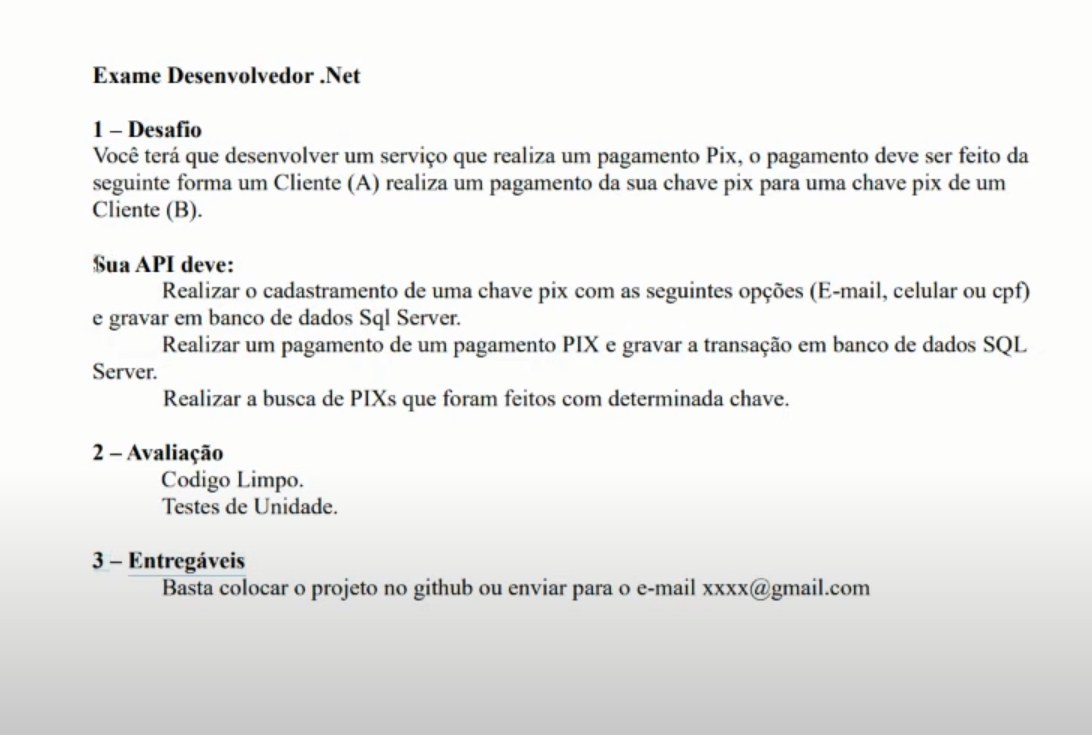 Exame Desenvolvedor .Net
1 – Desafio
Você terá que desenvolver um serviço que realiza um pagamento Pix, o pagamento deve ser feito da
seguinte forma um Cliente (A) realiza um pagamento da sua chave pix para uma chave pix de um
Cliente (B).
Sua API deve:
Realizar o cadastramento de uma chave pix com as seguintes opções (E-mail, celular ou cpf)
e gravar em banco de dados Sql Server.
Realizar um pagamento de um pagamento PIX e gravar a transação em banco de dados SQL
Server.
Realizar a busca de PIXs que foram feitos com determinada chave.
2 – Avaliação
Codigo Limpo.
Testes de Unidade.
3 – Entregáveis
Basta colocar o projeto no github ou enviar para o e-mail xxxx@gmail.com